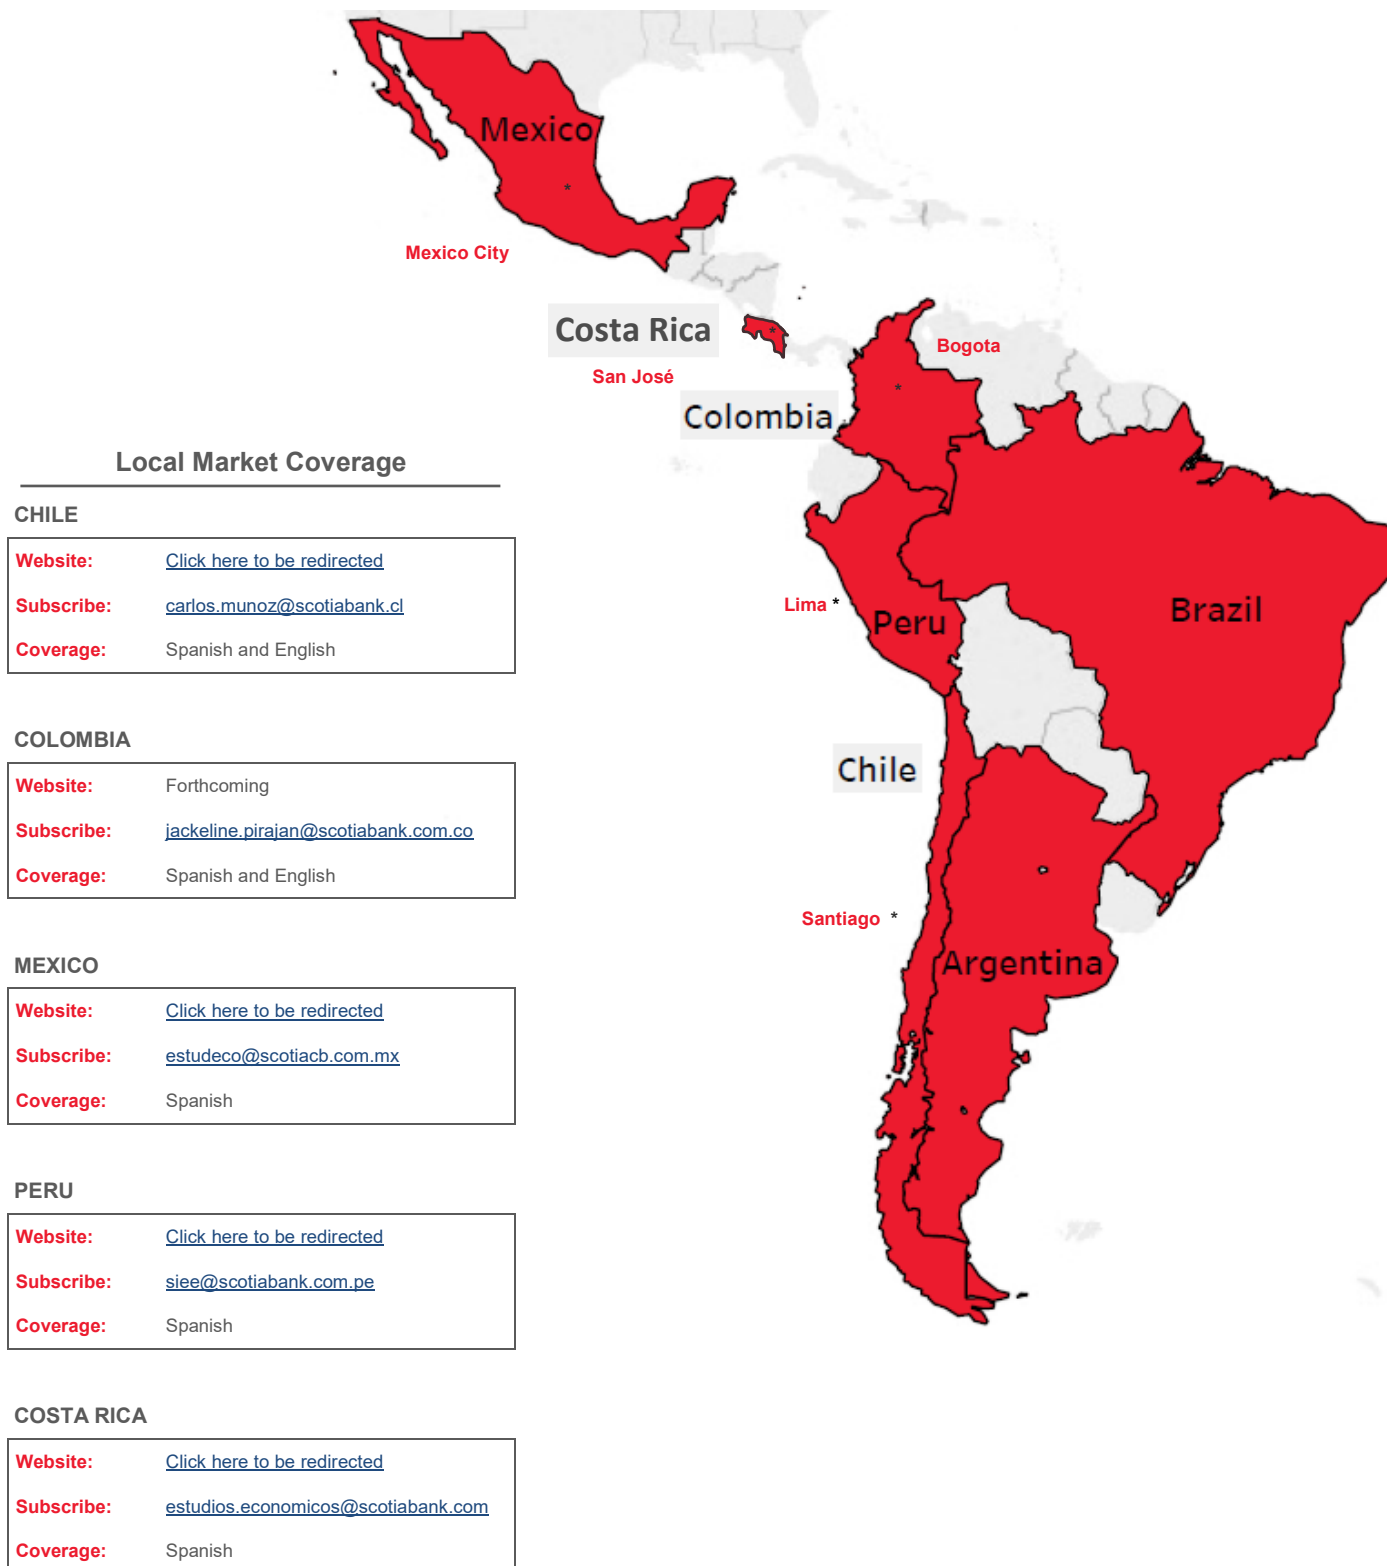 Mexico
*
Mexico City
Costa Rica
*
San José
Bogota
*
Colombia
Lima *
Peru
Brazil
Chile
Santiago *
Argentina
Local Market Coverage
CHILE
Website: Click here to be redirected
Subscribe: carlos.munoz@scotiabank.cl
Coverage: Spanish and English
COLOMBIA
Website: Forthcoming
Subscribe: jackeline.pirajan@scotiabank.com.co
Coverage: Spanish and English
MEXICO
Website: Click here to be redirected
Subscribe: estudeco@scotiacb.com.mx
Coverage: Spanish
PERU
Website: Click here to be redirected
Subscribe: siee@scotiabank.com.pe
Coverage: Spanish
COSTA RICA
Website: Click here to be redirected
Subscribe: estudios.economicos@scotiabank.com
Coverage: Spanish